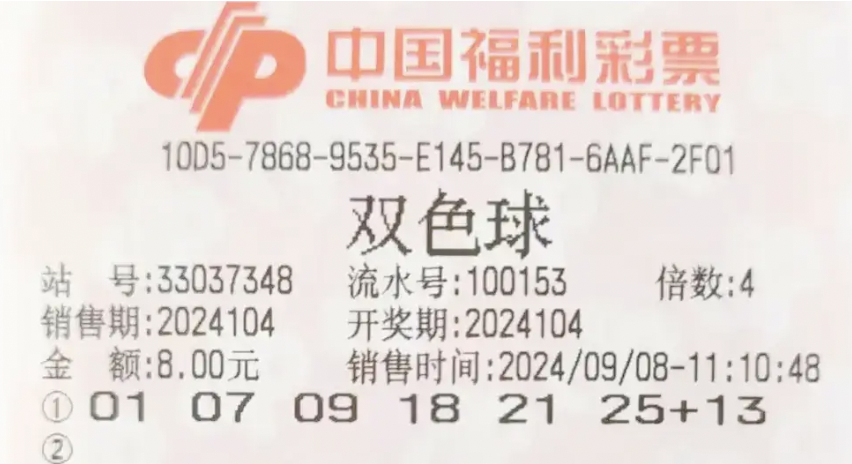 中国福利彩票
CHINA WELFARE LOTTERY
10D5-7868-9535-E145-B781-6AAF-2F01
双色球
站 号:33037348 流水号:100153 倍数:4
销售期:2024104 开奖期:2024104
金 额:8.00元 销售时间:2024/09/08-11:10:48
① 01 07 09 18 21 25+13
②